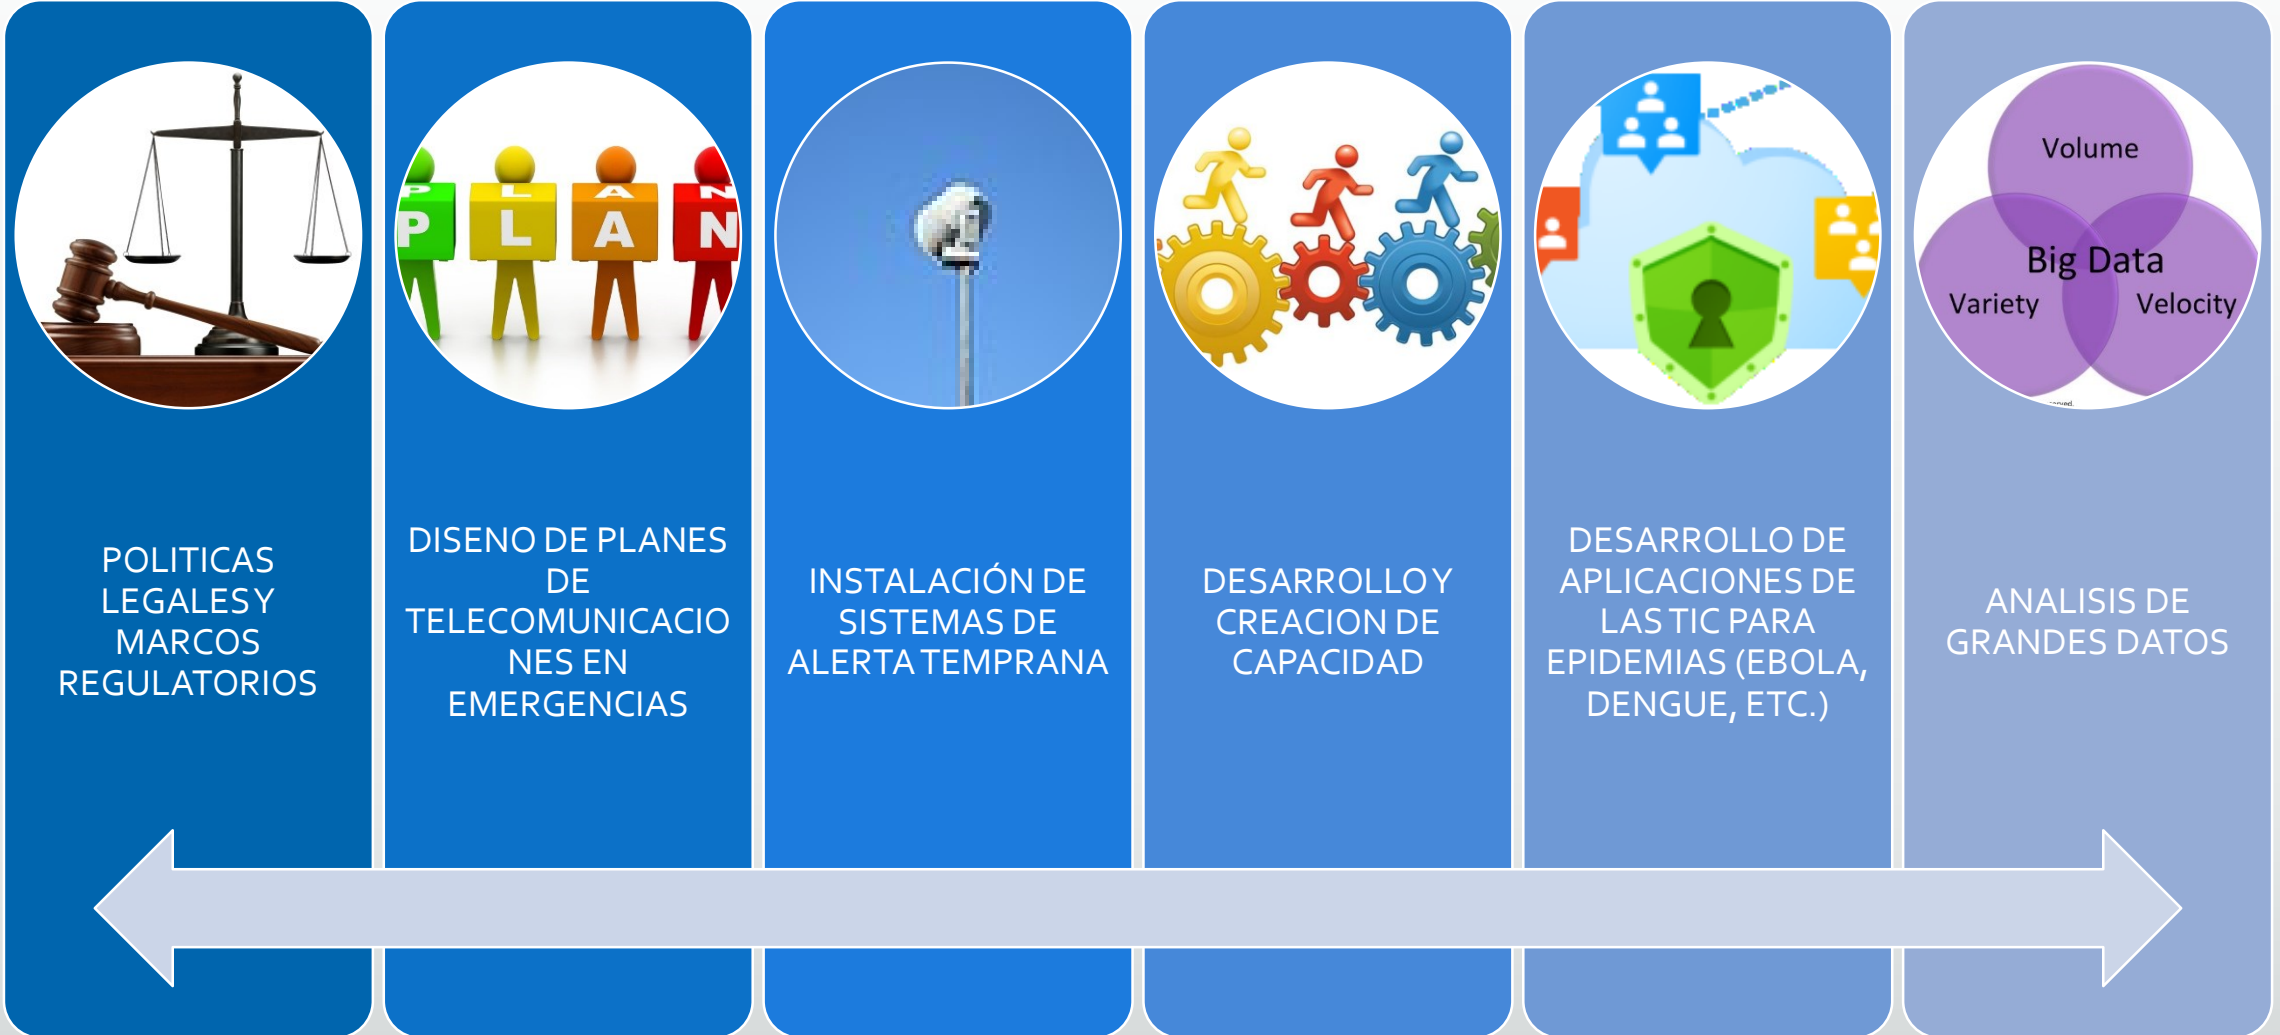 P L A N
P L A N
Volume
Big Data
Variety Velocity
POLITICAS
LEGALES Y
MARCOS
REGULATORIOS
DISENO DE PLANES
DE
TELECOMUNICACIO
NES EN
EMERGENCIAS
INSTALACIÓN DE
SISTEMAS DE
ALERTA TEMPRANA
DESARROLLO Y
CREACION DE
CAPACIDAD
DESARROLLO DE
APLICACIONES DE
LAS TIC PARA
EPIDEMIAS (EBOLA,
DENGUE, ETC.)
ANALISIS DE
GRANDES DATOS